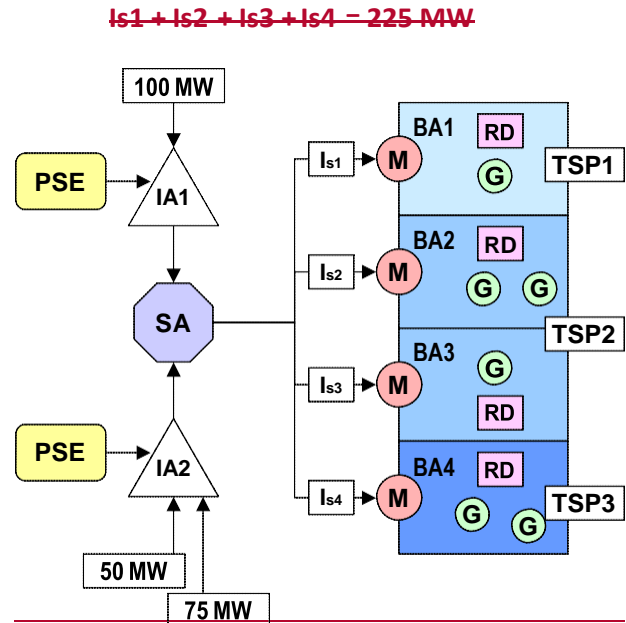 Is1 + Is2 + Is3 + Is4 = 225 MW
100 MW
PSE
IA1
SA
PSE
IA2
50 MW
75 MW
Is1
Is2
Is3
Is4
M
BA1
RD
G
TSP1
M
BA2
RD
G
G
TSP2
M
BA3
G
RD
M
BA4
RD
G
G
TSP3